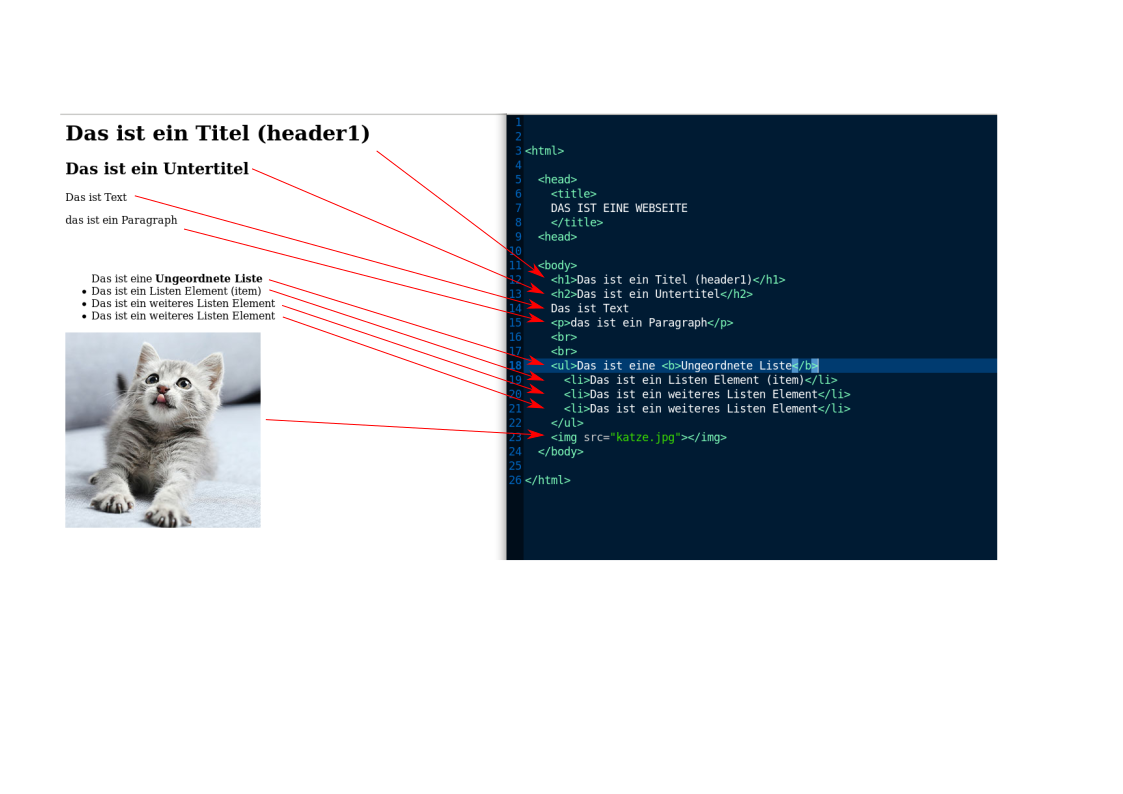 Das ist ein Titel (header1)
Das ist ein Untertitel
Das ist Text
das ist ein Paragraph
Das ist eine Ungeordnete Liste
• Das ist ein Listen Element (item)
• Das ist ein weiteres Listen Element
• Das ist ein weiteres Listen Element
1
2
3 <html>
4
5 <head>
6 <title>
7 DAS IST EINE WEBSEITE
8 </title>
9 <head>
10
11 <body>
12 <h1>Das ist ein Titel (header1)</h1>
13 <h2>Das ist ein Untertitel</h2>
14 Das ist Text
15 <p>das ist ein Paragraph</p>
16 <br>
17 <br>
18 <ul>Das ist eine <b>Ungeordnete Liste</b>
19 <li>Das ist ein Listen Element (item)</li>
20 <li>Das ist ein weiteres Listen Element</li>
21 <li>Das ist ein weiteres Listen Element</li>
22 </ul>
23 <img src="katze.jpg"></img>
24 </body>
25
26 </html>